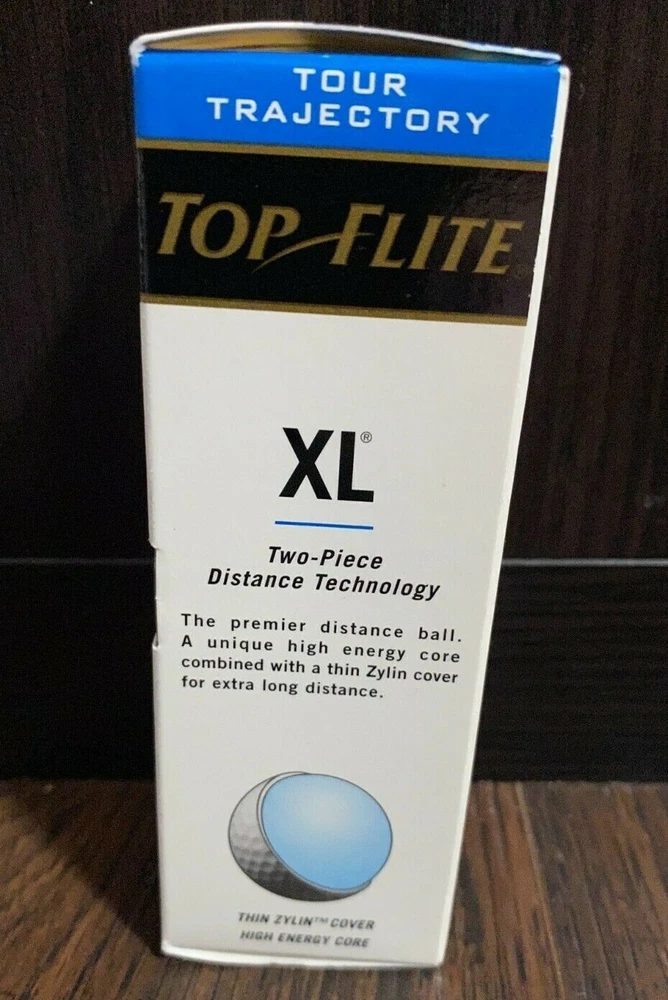 TOUR
TRAJECTORY
TOP-FLITE®
XL®
Two-Piece
Distance Technology
The premier distance ball.
A unique high energy core
combined with a thin Zylin cover
for extra long distance.
THIN ZYLIN™ COVER
HIGH ENERGY CORE